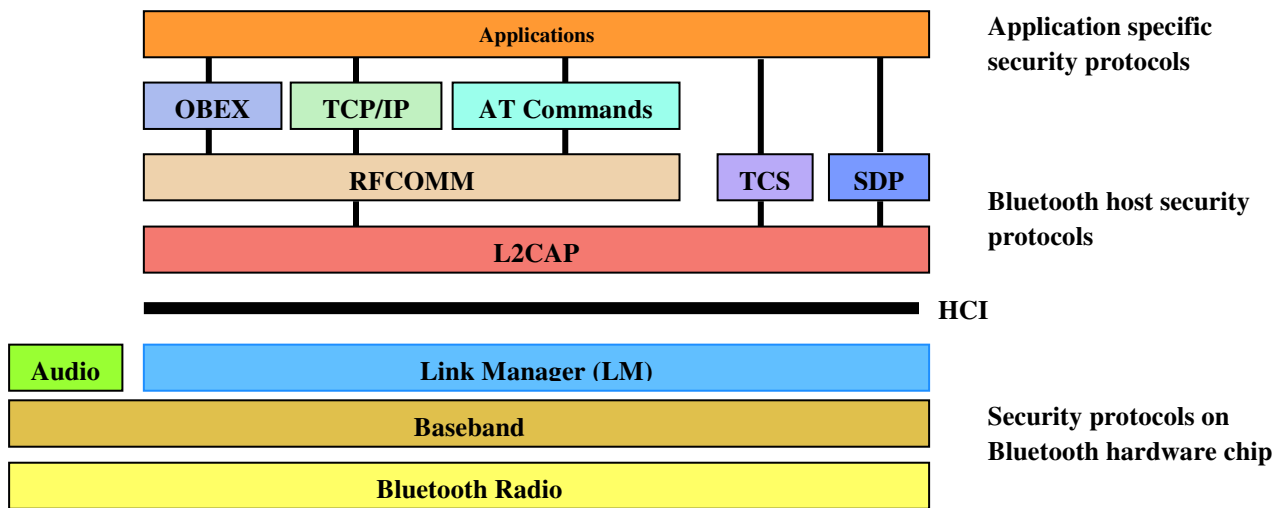 Applications
Application specific
security protocols
OBEX
TCP/IP
AT Commands
RFCOMM
TCS
SDP
Bluetooth host security
protocols
L2CAP
HCI
Audio
Link Manager (LM)
Baseband
Security protocols on
Bluetooth hardware chip
Bluetooth Radio